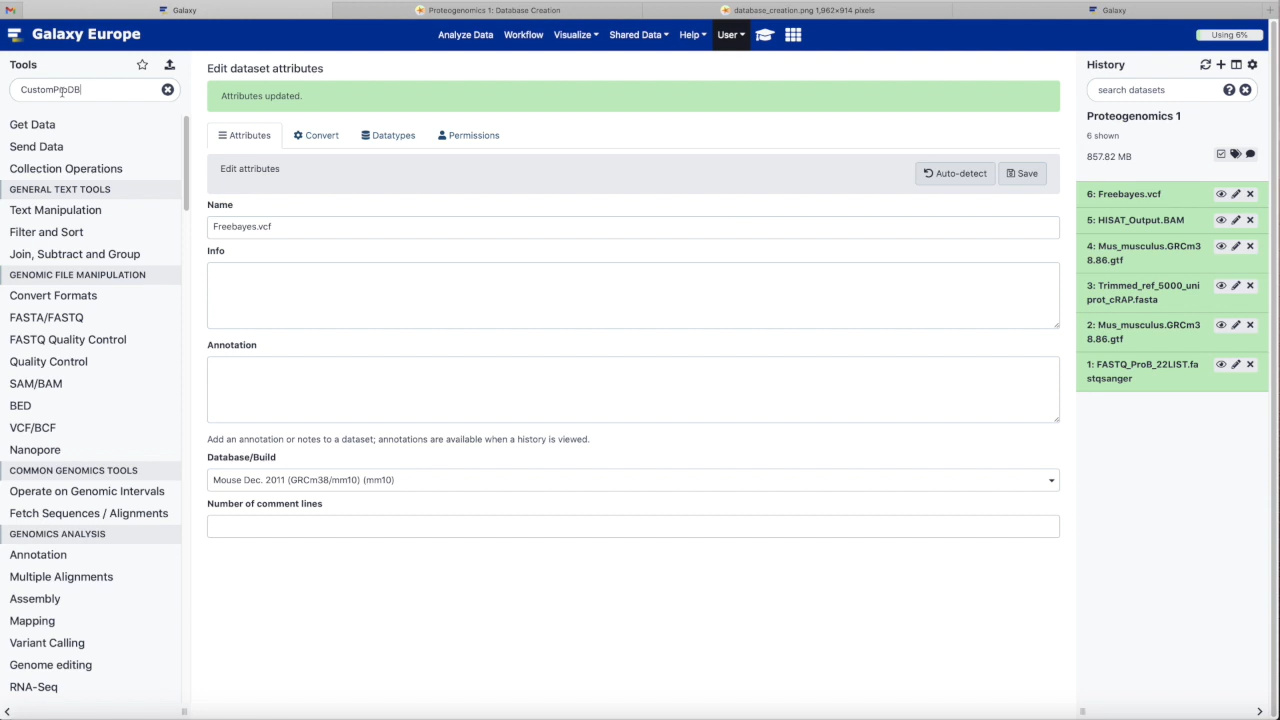 Galaxy
Proteogenomics 1: Database Creation
database_creation.png 1,962×914 pixels
Galaxy
Galaxy Europe
Analyze Data
Workflow
Visualize
Shared Data
Help
User
Using 6%
Tools
CustomProDB
Get Data
Send Data
Collection Operations
GENERAL TEXT TOOLS
Text Manipulation
Filter and Sort
Join, Subtract and Group
GENOMIC FILE MANIPULATION
Convert Formats
FASTA/FASTQ
FASTQ Quality Control
Quality Control
SAM/BAM
BED
VCF/BCF
Nanopore
COMMON GENOMICS TOOLS
Operate on Genomic Intervals
Fetch Sequences / Alignments
GENOMICS ANALYSIS
Annotation
Multiple Alignments
Assembly
Mapping
Variant Calling
Genome editing
RNA-Seq
Edit dataset attributes
Attributes updated.
Attributes
Convert
Datatypes
Permissions
Edit attributes
Auto-detect
Save
Name
Freebayes.vcf
Info
Annotation
Add an annotation or notes to a dataset; annotations are available when a history is viewed.
Database/Build
Mouse Dec. 2011 (GRCm38/mm10) (mm10)
Number of comment lines
History
search datasets
Proteogenomics 1
6 shown
857.82 MB
6: Freebayes.vcf
5: HISAT_Output.BAM
4: Mus_musculus.GRCm3
8.86.gtf
3: Trimmed_ref_5000_uni
prot_cRAP.fasta
2: Mus_musculus.GRCm3
8.86.gtf
1: FASTQ_ProB_22LIST.fa
stqsanger